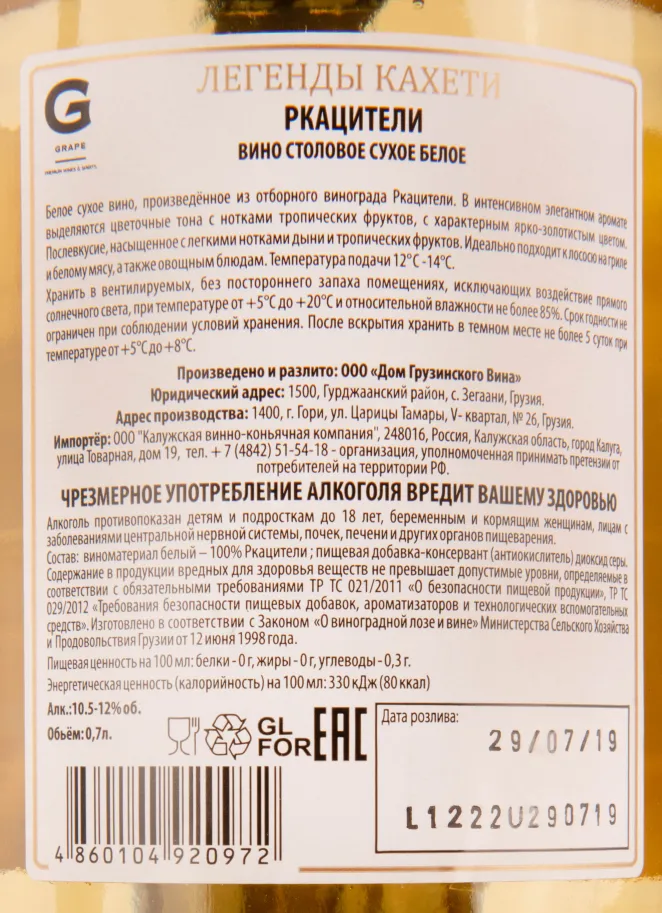 ЛЕГЕНДЫ КАХЕТИ
G
GRAPE
PREMIUM WINES & SPIRITS
РКАЦИТЕЛИ
ВИНО СТОЛОВОЕ СУХОЕ БЕЛОЕ
Белое сухое вино, произведённое из отборного винограда Ркацители. В интенсивном элегантном аромате
выделяются цветочные тона с нотками тропических фруктов, с характерным ярко-золотистым цветом.
Послевкусие, насыщенное с легкими нотками дыни и тропических фруктов. Идеально подходит к лососю на гриле
и белому мясу, а также овощным блюдам. Температура подачи 12°С -14°С.
Хранить в вентилируемых, без постороннего запаха помещениях, исключающих воздействие прямого
солнечного света, при температуре от +5°С до +20°С и относительной влажности не более 85%. Срок годности не
ограничен при соблюдении условий хранения. После вскрытия хранить в темном месте не более 5 суток при
температуре от +5°С до +8°С.
Произведено и разлито: ООО «Дом Грузинского Вина»
Юридический адрес: 1500, Гурджаанский район, с. Зегаани, Грузия.
Адрес производства: 1400, г. Гори, ул. Царицы Тамары, V- квартал, № 26, Грузия.
Импортёр: ООО "Калужская винно-коньячная компания", 248016, Россия, Калужская область, город Калуга,
улица Товарная, дом 19, тел. + 7 (4842) 51-54-18 - организация, уполномоченная принимать претензии от
потребителей на территории РФ.
ЧРЕЗМЕРНОЕ УПОТРЕБЛЕНИЕ АЛКОГОЛЯ ВРЕДИТ ВАШЕМУ ЗДОРОВЬЮ
Алкоголь противопоказан детям и подросткам до 18 лет, беременным и кормящим женщинам, лицам с
заболеваниями центральной нервной системы, почек, печени и других органов пищеварения.
Состав: виноматериал белый – 100% Ркацители ; пищевая добавка-консервант (антиокислитель) диоксид серы.
Содержание в продукции вредных для здоровья веществ не превышает допустимые уровни, определяемые в
соответствии с обязательными требованиями ТР ТС 021/2011 «О безопасности пищевой продукции», ТР ТС
029/2012 «Требования безопасности пищевых добавок, ароматизаторов и технологических вспомогательных
средств». Изготовлено в соответствии с Законом «О виноградной лозе и вине» Министерства Сельского Хозяйства
и Продовольствия Грузии от 12 июня 1998 года.
Пищевая ценность на 100 мл: белки - 0 г, жиры - 0 г, углеводы - 0,3 г.
Энергетическая ценность (калорийность) на 100 мл: 330 кДж (80 ккал)
Алк.:10.5-12% об.
Обьём: 0,7л.
GL
FOR
EAC
Дата розлива:
29/07/19
L1222U290719
4 860104 920972